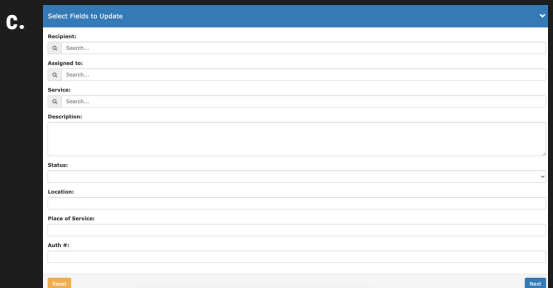 c.
Select Fields to Update
Recipient:
Search...
Assigned to:
Search...
Service:
Search...
Description:
Status:
Location:
Place of Service:
Auth #:
Reset Next